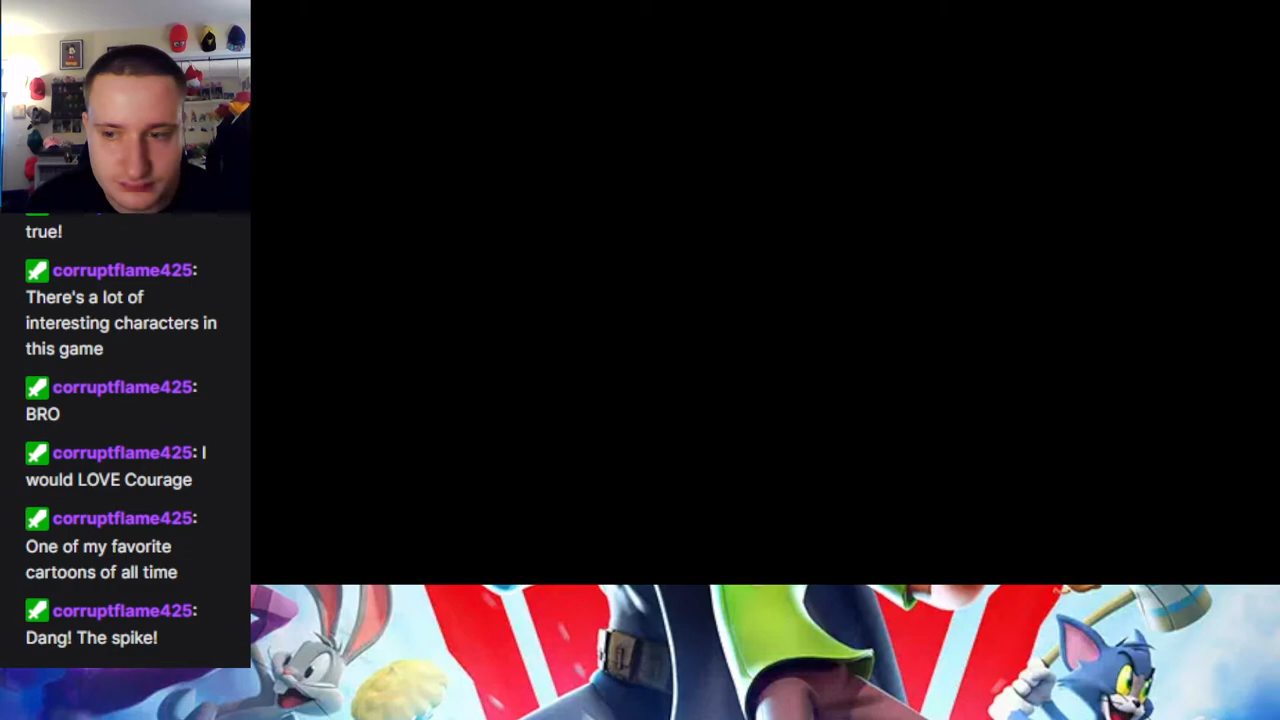 true!
corruptflame425:
There's a lot of
interesting characters in
this game
corruptflame425:
BRO
corruptflame425: I
would LOVE Courage
corruptflame425:
One of my favorite
cartoons of all time
corruptflame425:
Dang! The spike!